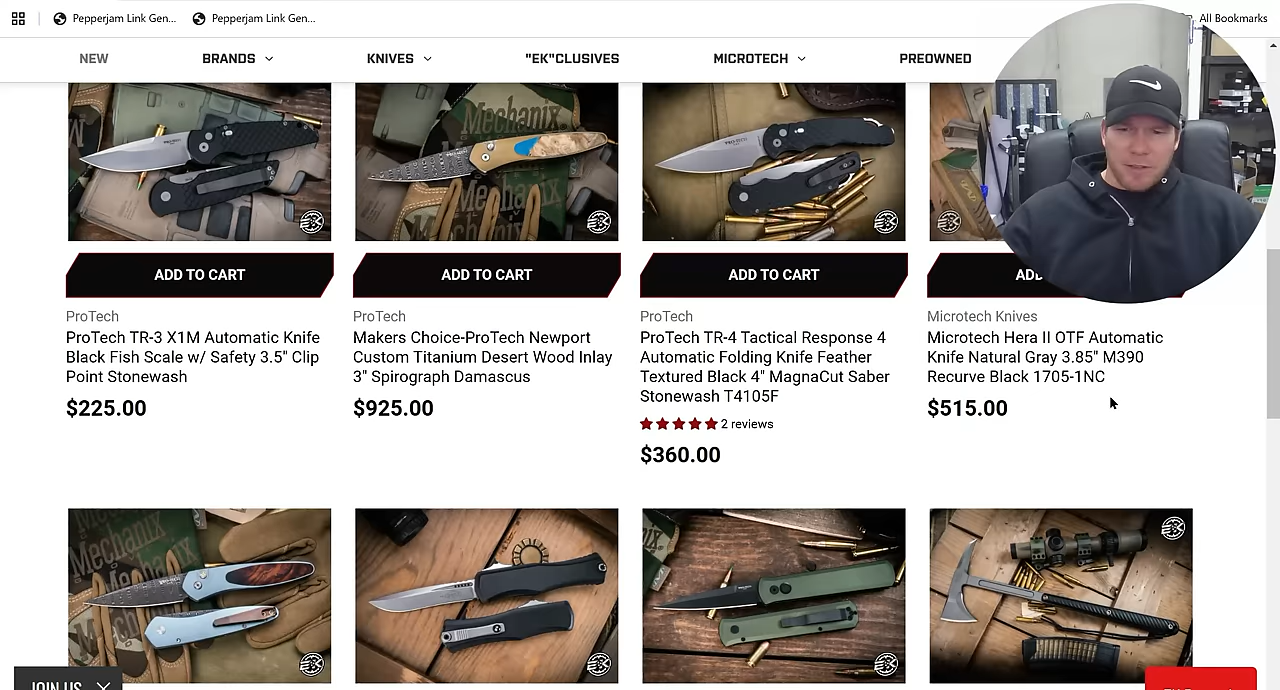 Pepperjam Link Gen...
Pepperjam Link Gen...
All Bookmarks
NEW
BRANDS
KNIVES
"EK"CLUSIVES
MICROTECH
PREOWNED
Mechanix
ADD TO CART
ADD TO CART
ADD TO CART
ADD
ProTech
ProTech TR-3 X1M Automatic Knife
Black Fish Scale w/ Safety 3.5" Clip
Point Stonewash
$225.00
ProTech
Makers Choice-ProTech Newport
Custom Titanium Desert Wood Inlay
3" Spirograph Damascus
$925.00
ProTech
ProTech TR-4 Tactical Response 4
Automatic Folding Knife Feather
Textured Black 4" MagnaCut Saber
Stonewash T4105F
2 reviews
$360.00
Microtech Knives
Microtech Hera II OTF Automatic
Knife Natural Gray 3.85" M390
Recurve Black 1705-1NC
$515.00
Mechanix
JOIN US